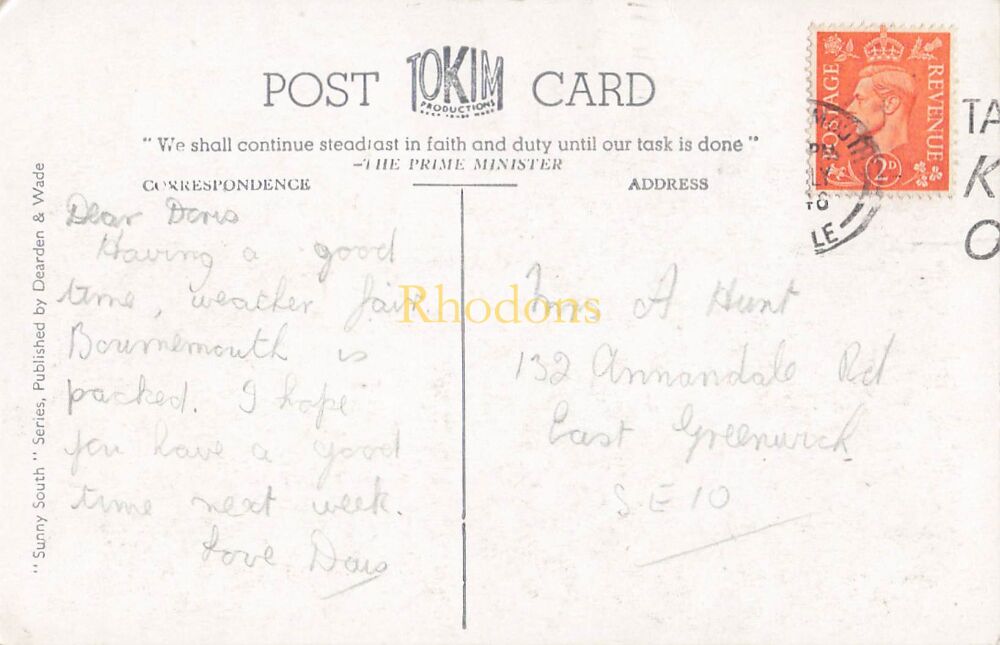 POST TOKIM CARD
PRODUCTIONS
" We shall continue steadfast in faith and duty until our task is done "
-THE PRIME MINISTER
CORRESPONDENCE
ADDRESS
Dear Doris
Having a good
time, weather fair
Bournemouth is
packed. I hope
you have a good
time next week.
Love
Mrs A Hunt
132 Annandale Rd
East Greenwich
S E 10
" Sunny South " Series, Published by Dearden & Wade
POSTAGE REVENUE
2D
LE
TA
K
O
Rhodons